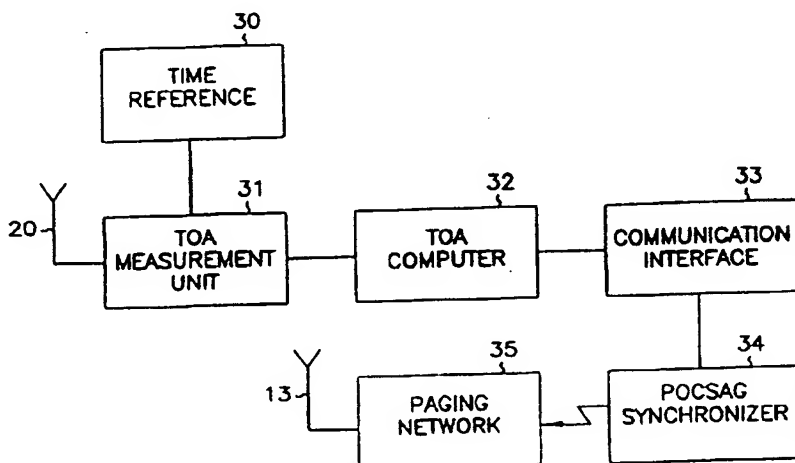 30
TIME
REFERENCE
20
31
TOA
MEASUREMENT
UNIT
32
TOA
COMPUTER
33
COMMUNICATION
INTERFACE
13
35
PAGING
NETWORK
34
POCSAG
SYNCHRONIZER